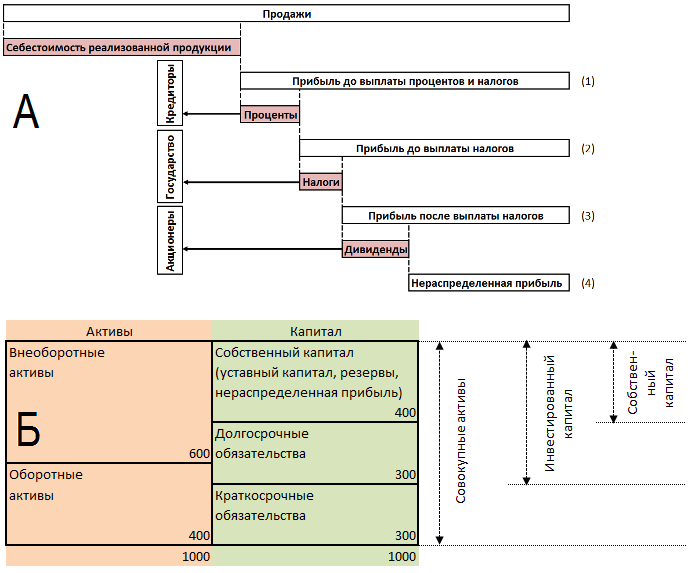 Продажи
Себестоимость реализованной продукции
Кредиторы
Прибыль до выплаты процентов и налогов
(1)
А
Проценты
Государство
Прибыль до выплаты налогов
(2)
Налоги
Акционеры
Прибыль после выплаты налогов
(3)
Дивиденды
Нераспределенная прибыль
(4)
Активы
Капитал
Внеоборотные
активы
600
Собственный капитал
(уставный капитал, резервы,
нераспределенная прибыль)
400
Б
Долгосрочные
обязательства
300
Оборотные
активы
400
Краткосрочные
обязательства
300
1000
1000
Совокупные активы
Инвестированный
капитал
Собствен-
ный
капитал